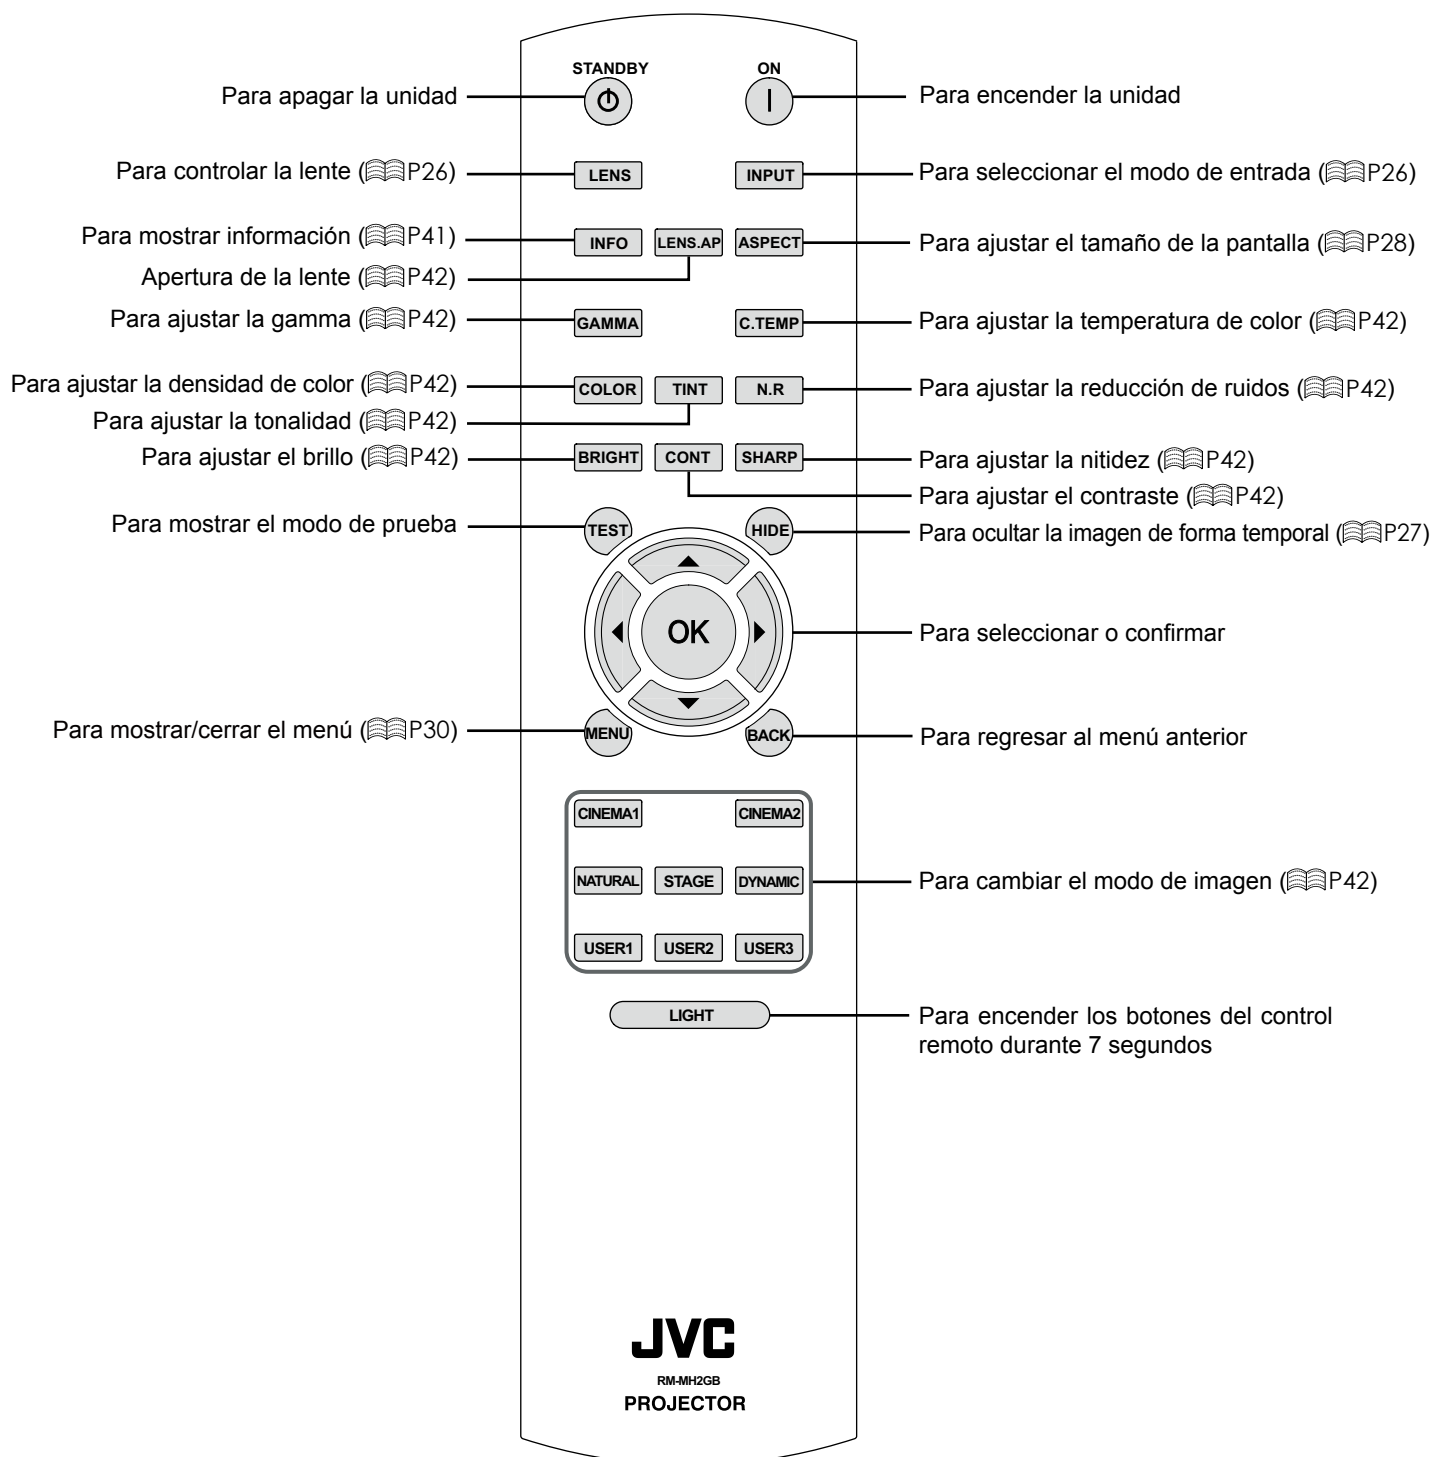 STANDBY
ON
Para apagar la unidad
Para encender la unidad
Para controlar la lente (P26)
LENS
INPUT
Para seleccionar el modo de entrada (P26)
Para mostrar información (P41)
INFO
LENS.AP
ASPECT
Para ajustar el tamaño de la pantalla (P28)
Apertura de la lente (P42)
Para ajustar la gamma (P42)
GAMMA
C.TEMP
Para ajustar la temperatura de color (P42)
Para ajustar la densidad de color (P42)
COLOR
TINT
N.R
Para ajustar la reducción de ruidos (P42)
Para ajustar la tonalidad (P42)
Para ajustar el brillo (P42)
BRIGHT
CONT
SHARP
Para ajustar la nitidez (P42)
Para ajustar el contraste (P42)
Para mostrar el modo de prueba
TEST
HIDE
Para ocultar la imagen de forma temporal (P27)
OK
Para seleccionar o confirmar
Para mostrar/cerrar el menú (P30)
MENU
BACK
Para regresar al menú anterior
CINEMA1
CINEMA2
NATURAL
STAGE
DYNAMIC
Para cambiar el modo de imagen (P42)
USER1
USER2
USER3
LIGHT
Para encender los botones del control
remoto durante 7 segundos
JVC
RM-MH2GB
PROJECTOR